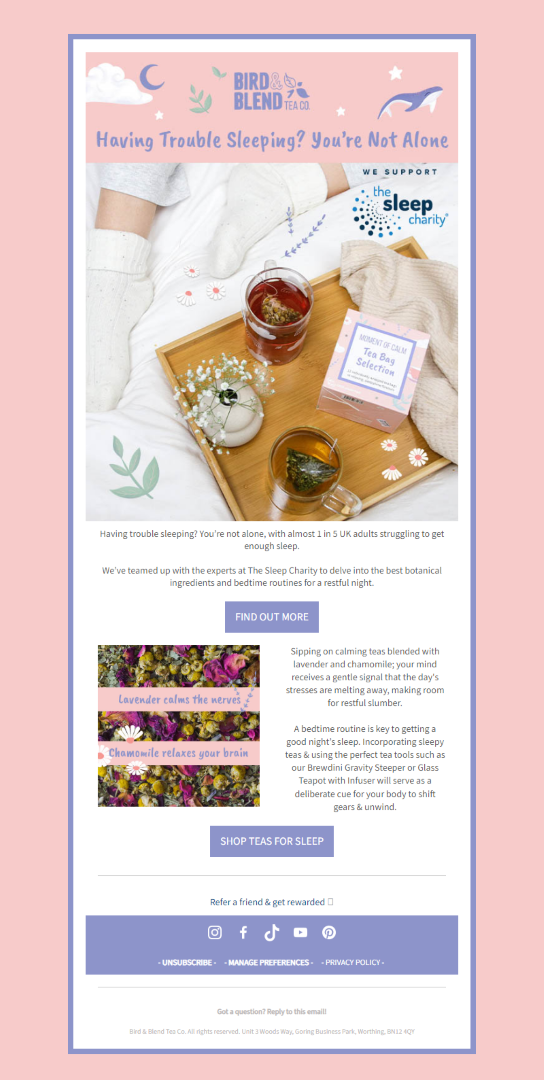 BIRD&
BLEND TEA CO.
Having Trouble Sleeping? You're Not Alone
WE SUPPORT
the
sleep
charity
MOMENT OF CALM
Tea Bag
Selection
Having trouble sleeping? You're not alone, with almost 1 in 5 UK adults struggling to get
enough sleep.
We've teamed up with the experts at The Sleep Charity to delve into the best botanical
ingredients and bedtime routines for a restful night.
FIND OUT MORE
Lavender calms the nerves
Chamomile relaxes your brain
Sipping on calming teas blended with
lavender and chamomile; your mind
receives a gentle signal that the day's
stresses are melting away, making room
for restful slumber.
A bedtime routine is key to getting a
good night's sleep. Incorporating sleepy
teas & using the perfect tea tools such as
our Brewdini Gravity Steeper or Glass
Teapot with Infuser will serve as a
deliberate cue for your body to shift
gears & unwind.
SHOP TEAS FOR SLEEP
Refer a friend & get rewarded
- UNSUBSCRIBE - - MANAGE PREFERENCES - - PRIVACY POLICY -
Got a question? Reply to this email!
Bird & Blend Tea Co. All rights reserved. Unit 3 Woods Way, Goring Business Park, Worthing, BN12 4QY